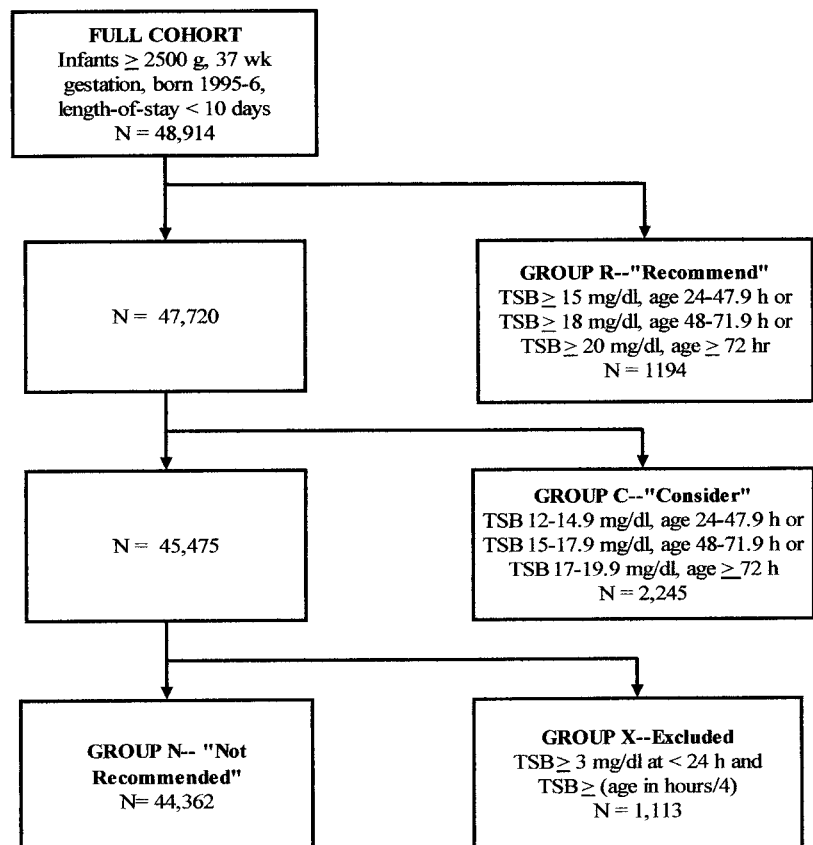 FULL COHORT
Infants ≥ 2500 g, 37 wk
gestation, born 1995-6,
length-of-stay < 10 days
N = 48,914
N = 47,720
GROUP R--"Recommend"
TSB ≥ 15 mg/dl, age 24-47.9 h or
TSB ≥ 18 mg/dl, age 48-71.9 h or
TSB ≥ 20 mg/dl, age ≥ 72 hr
N = 1194
N = 45,475
GROUP C--"Consider"
TSB 12-14.9 mg/dl, age 24-47.9 h or
TSB 15-17.9 mg/dl, age 48-71.9 h or
TSB 17-19.9 mg/dl, age ≥ 72 h
N = 2,245
GROUP N-- "Not
Recommended"
N= 44,362
GROUP X--Excluded
TSB ≥ 3 mg/dl at < 24 h and
TSB ≥ (age in hours/4)
N = 1,113